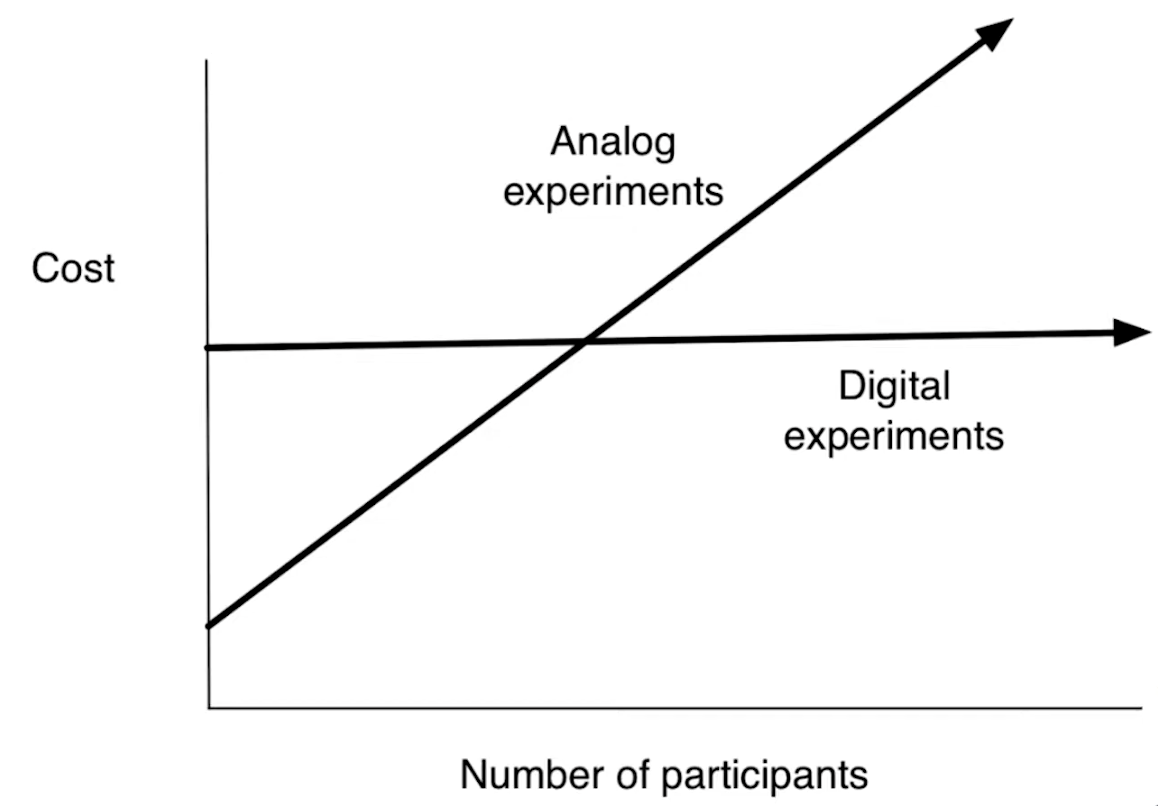 Analog
experiments
Cost
Digital
experiments
Number of participants